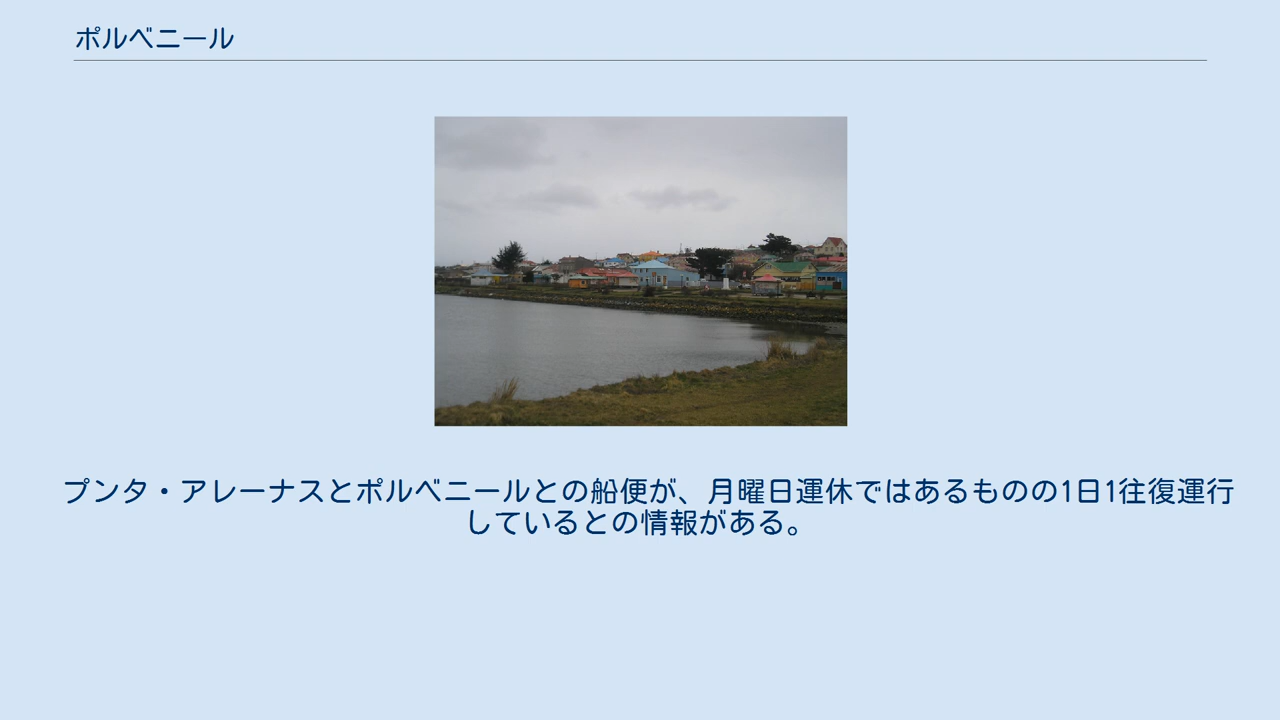 ポルベニール
プンタ・アレーナスとポルベニールとの船便が、月曜日運休ではあるものの1日1往復運行
しているとの情報がある。